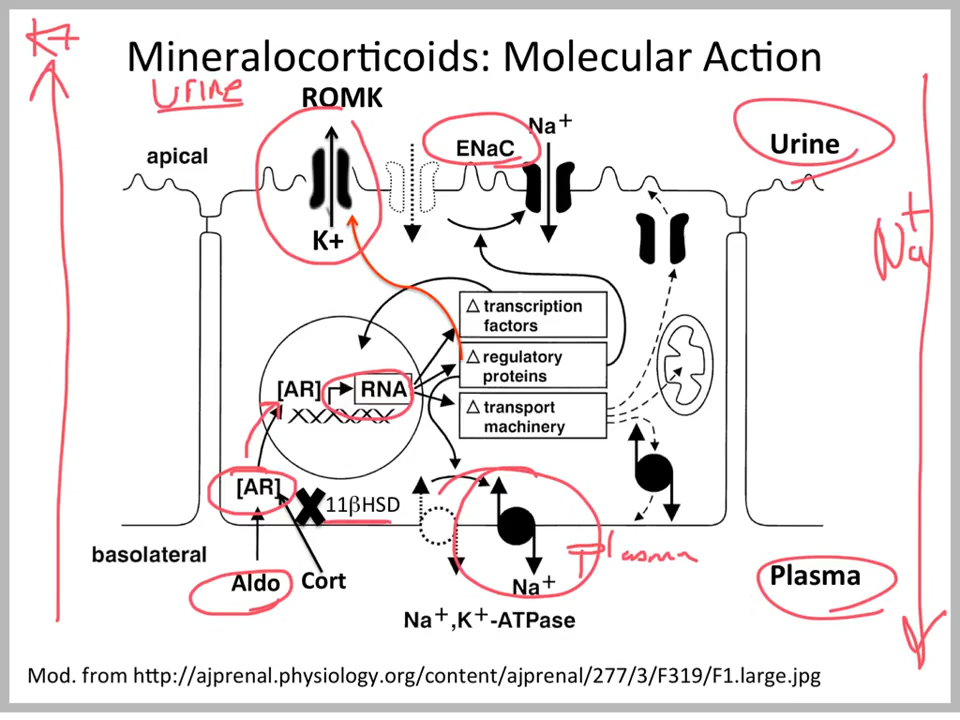 K+
Mineralocorticoids: Molecular Action
Urine
ROMK
Na+
ENaC
Urine
apical
Na+
K+
△ transcription
factors
△ regulatory
proteins
[AR]
RNA
△ transport
machinery
[AR]
11βHSD
basolateral
Plasma
Aldo
Cort
Na+
Plasma
Na+,K+-ATPase
Mod. from http://ajprenal.physiology.org/content/ajprenal/277/3/F319/F1.large.jpg